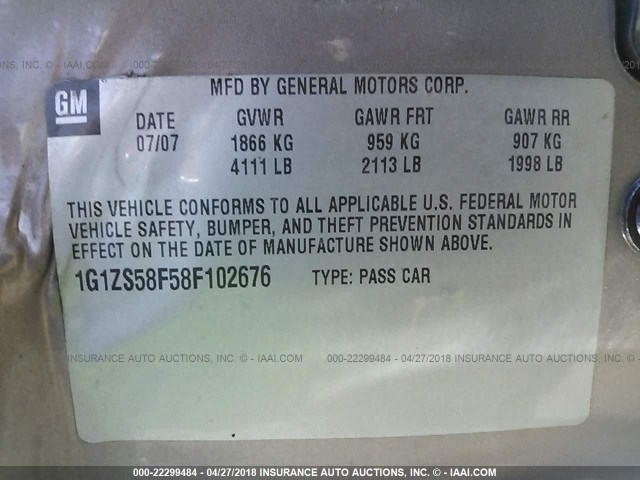 GM
MFD BY GENERAL MOTORS CORP.
DATE GVWR GAWR FRT GAWR RR
07/07 1866 KG 959 KG 907 KG
4111 LB 2113 LB 1998 LB
THIS VEHICLE CONFORMS TO ALL APPLICABLE U.S. FEDERAL MOTOR
VEHICLE SAFETY, BUMPER, AND THEFT PREVENTION STANDARDS IN
EFFECT ON THE DATE OF MANUFACTURE SHOWN ABOVE.
1G1ZS58F58F102676 TYPE: PASS CAR
INSURANCE AUTO AUCTIONS, INC. © - IAAI.COM 000-22299484 - 04/27/2018 INSURANCE AUTO AUCTIONS, INC. © - IAAI.COM
000-22299484 - 04/27/2018 INSURANCE AUTO AUCTIONS, INC. © - IAAI.COM